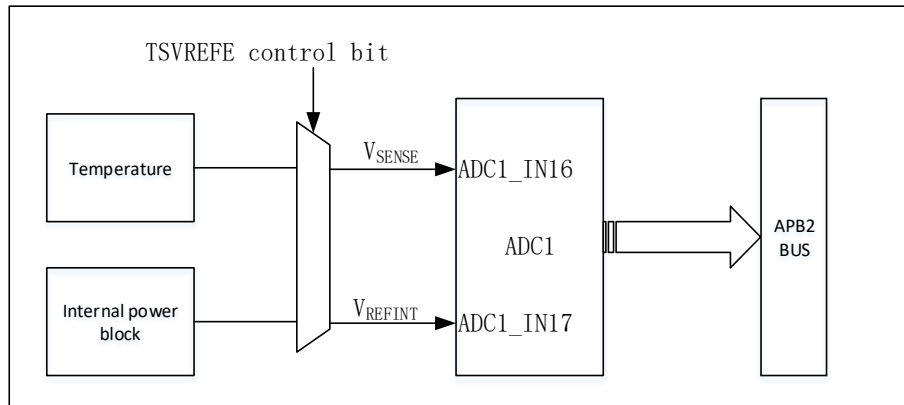 TSVREFE control bit
Temperature
VSENSE
ADC1_IN16
ADC1
APB2
BUS
Internal power
block
VREFINT
ADC1_IN17